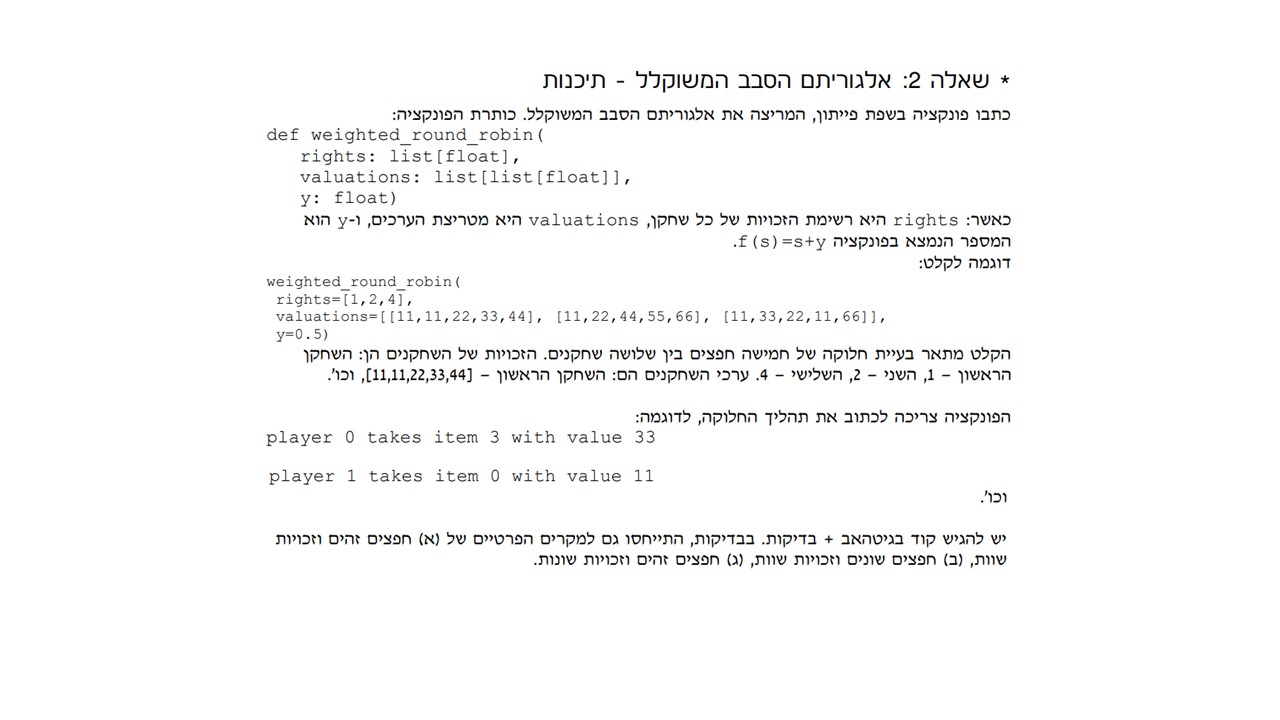 * שאלה 2: אלגוריתם הסבב המשוקלל - תיכנות
כתבו פונקציה בשפת פייתון, המריצה את אלגוריתם הסבב המשוקלל. כותרת הפונקציה:
def weighted_round_robin(
rights: list[float],
valuations: list[list[float]],
y: float)
כאשר: rights היא רשימת הזכויות של כל שחקן, valuations היא מטריצת הערכים, ו-y הוא
המספר הנמצא בפונקציה f(s)=s+y.
דוגמה לקלט:
weighted_round_robin(
rights=[1,2,4],
valuations=[[11,11,22,33,44], [11,22,44,55,66], [11,33,22,11,66]],
y=0.5)
הקלט מתאר בעיית חלוקה של חמישה חפצים בין שלושה שחקנים. הזכויות של השחקנים הן: השחקן
הראשון – 1, השני – 2, השלישי – 4. ערכי השחקנים הם: השחקן הראשון – [11,11,22,33,44], וכו'.
הפונקציה צריכה לכתוב את תהליך החלוקה, לדוגמה:
player 0 takes item 3 with value 33
player 1 takes item 0 with value 11
וכו'.
יש להגיש קוד בגיטהאב + בדיקות. בבדיקות, התייחסו גם למקרים הפרטיים של (א) חפצים זהים וזכויות
שוות, (ב) חפצים שונים וזכויות שוות, (ג) חפצים זהים וזכויות שונות.